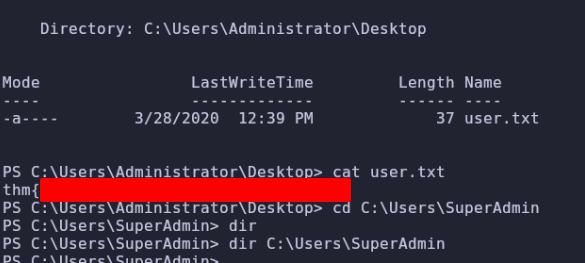 Directory: C:\Users\Administrator\Desktop
Mode LastWriteTime Length Name
---- ------------- ------ ----
-a---- 3/28/2020 12:39 PM 37 user.txt
PS C:\Users\Administrator\Desktop> cat user.txt
thm{
PS C:\Users\Administrator\Desktop> cd C:\Users\SuperAdmin
PS C:\Users\SuperAdmin> dir
PS C:\Users\SuperAdmin> dir C:\Users\SuperAdmin
PS C:\Users\SuperAdmin>